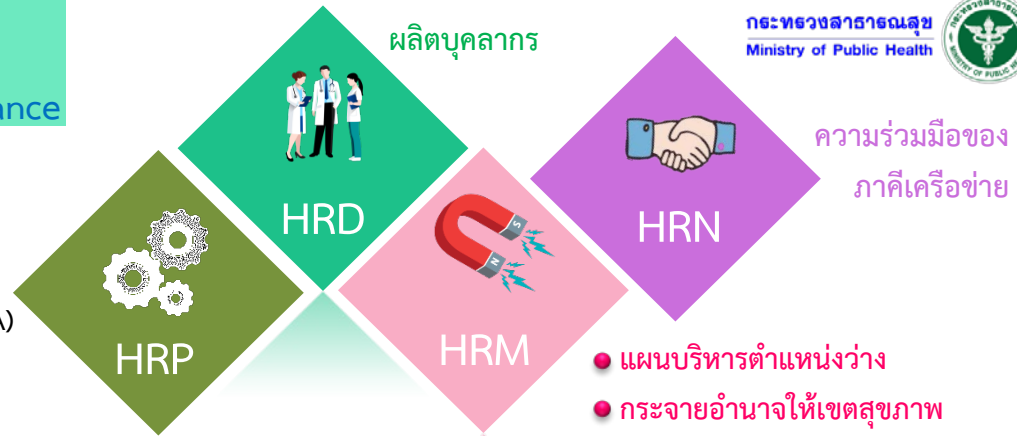 กระทรวงสาธารณสุข
Ministry of Public Health
ผลิตบุคลากร
ance
ความร่วมมือของ
ภาคีเครือข่าย
HRD
HRN
S
N
A)
HRP
HRM
แผนบริหารตำแหน่งว่าง
กระจายอำนาจให้เขตสุขภาพ